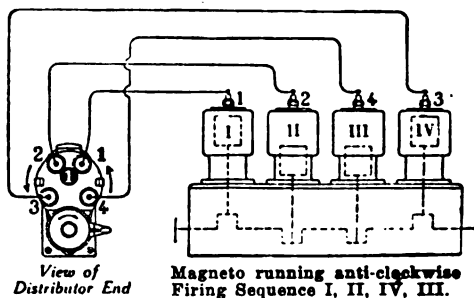 1 2 4 3
I II III IV
2 1
1
3 4
View of
Distributor End
Magneto running anti-clockwise
Firing Sequence I, II, IV, III.